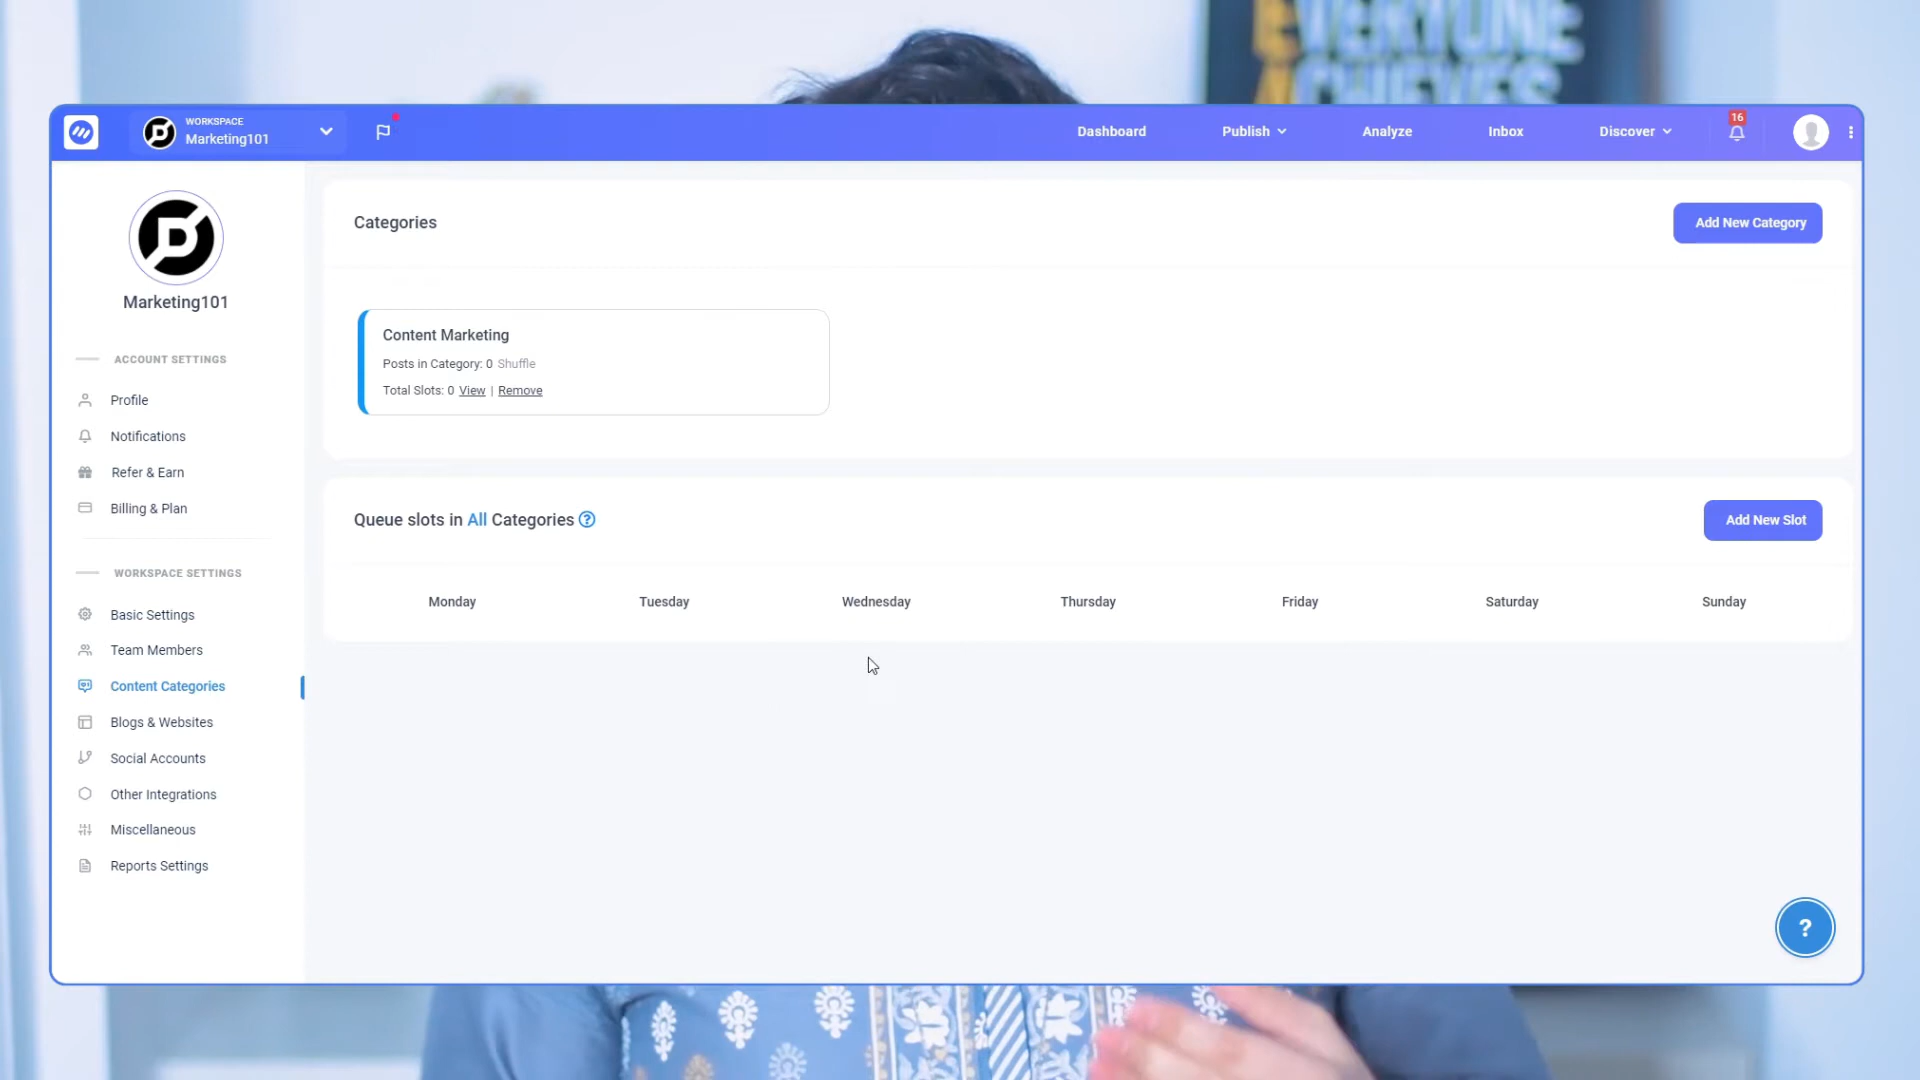 EVERYONE
ACHIEVES
WORKSPACE
Marketing101
Dashboard
Publish
Analyze
Inbox
Discover
16
Marketing101
ACCOUNT SETTINGS
Profile
Notifications
Refer & Earn
Billing & Plan
WORKSPACE SETTINGS
Basic Settings
Team Members
Content Categories
Blogs & Websites
Social Accounts
Other Integrations
Miscellaneous
Reports Settings
Categories
Add New Category
Content Marketing
Posts in Category: 0 Shuffle
Total Slots: 0 View | Remove
Queue slots in All Categories ?
Add New Slot
Monday Tuesday Wednesday Thursday Friday Saturday Sunday
?